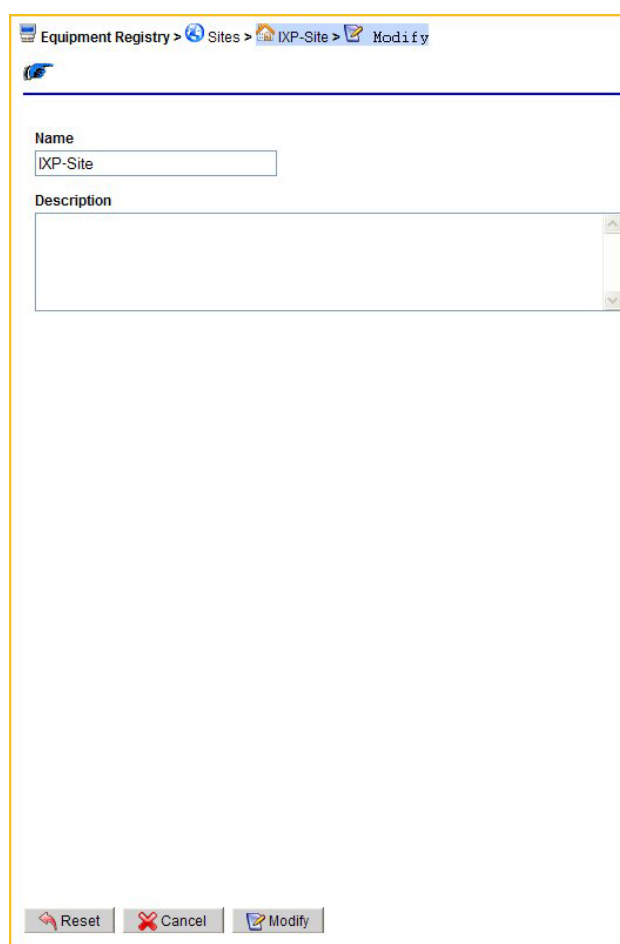 Equipment Registry > Sites > IXP-Site > Modify
Name
IXP-Site
Description
Reset Cancel Modify